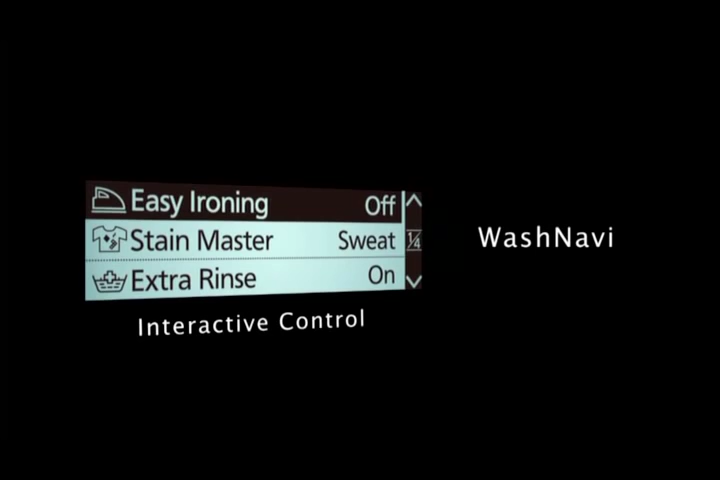 Easy Ironing Off
Stain Master Sweat
1/4
Extra Rinse On
WashNavi
Interactive Control